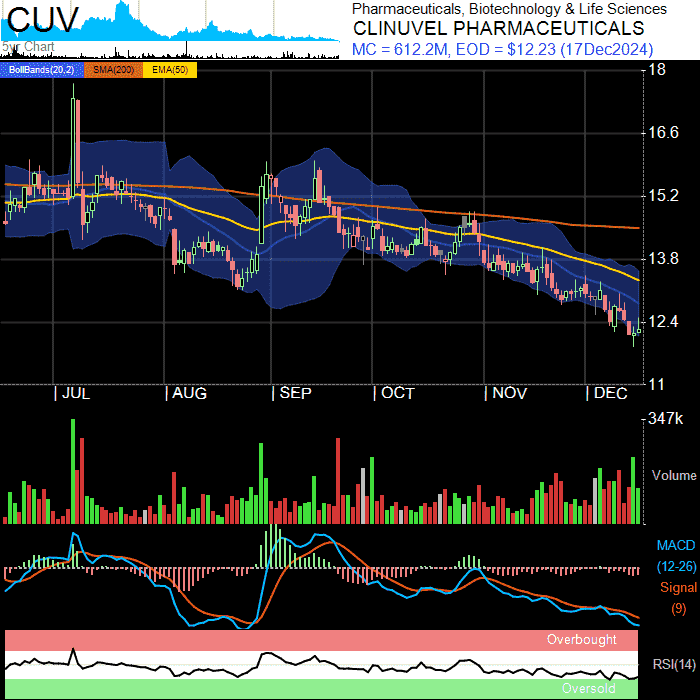 CUV
5yr Chart
Pharmaceuticals, Biotechnology & Life Sciences
CLINUVEL PHARMACEUTICALS
MC = 612.2M, EOD = $12.23 (17Dec2024)
BollBands(20,2) SMA(200) EMA(50)
18
16.6
15.2
13.8
12.4
11
JUL AUG SEP OCT NOV DEC
347k
Volume
MACD
(12-26)
Signal
(9)
Overbought
RSI(14)
Oversold